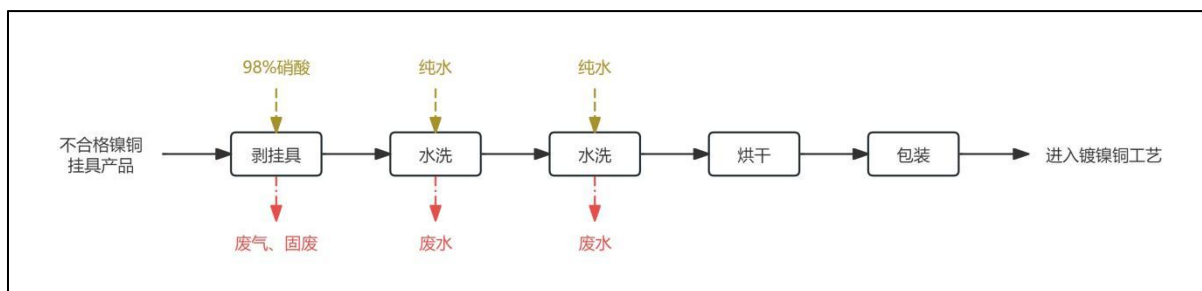 98%硝酸
纯水
纯水
不合格镍铜
挂具产品
剥挂具
水洗
水洗
烘干
包装
进入镀镍铜工艺
废气、固废
废水
废水